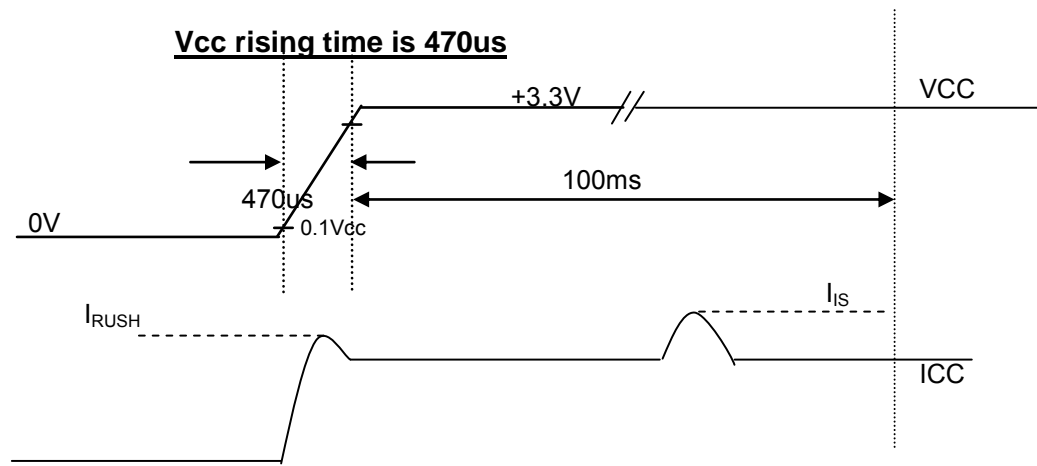 Vcc rising time is 470us
+3.3V
VCC
470us
100ms
0V
0.1Vcc
IRUSH
IIS
ICC